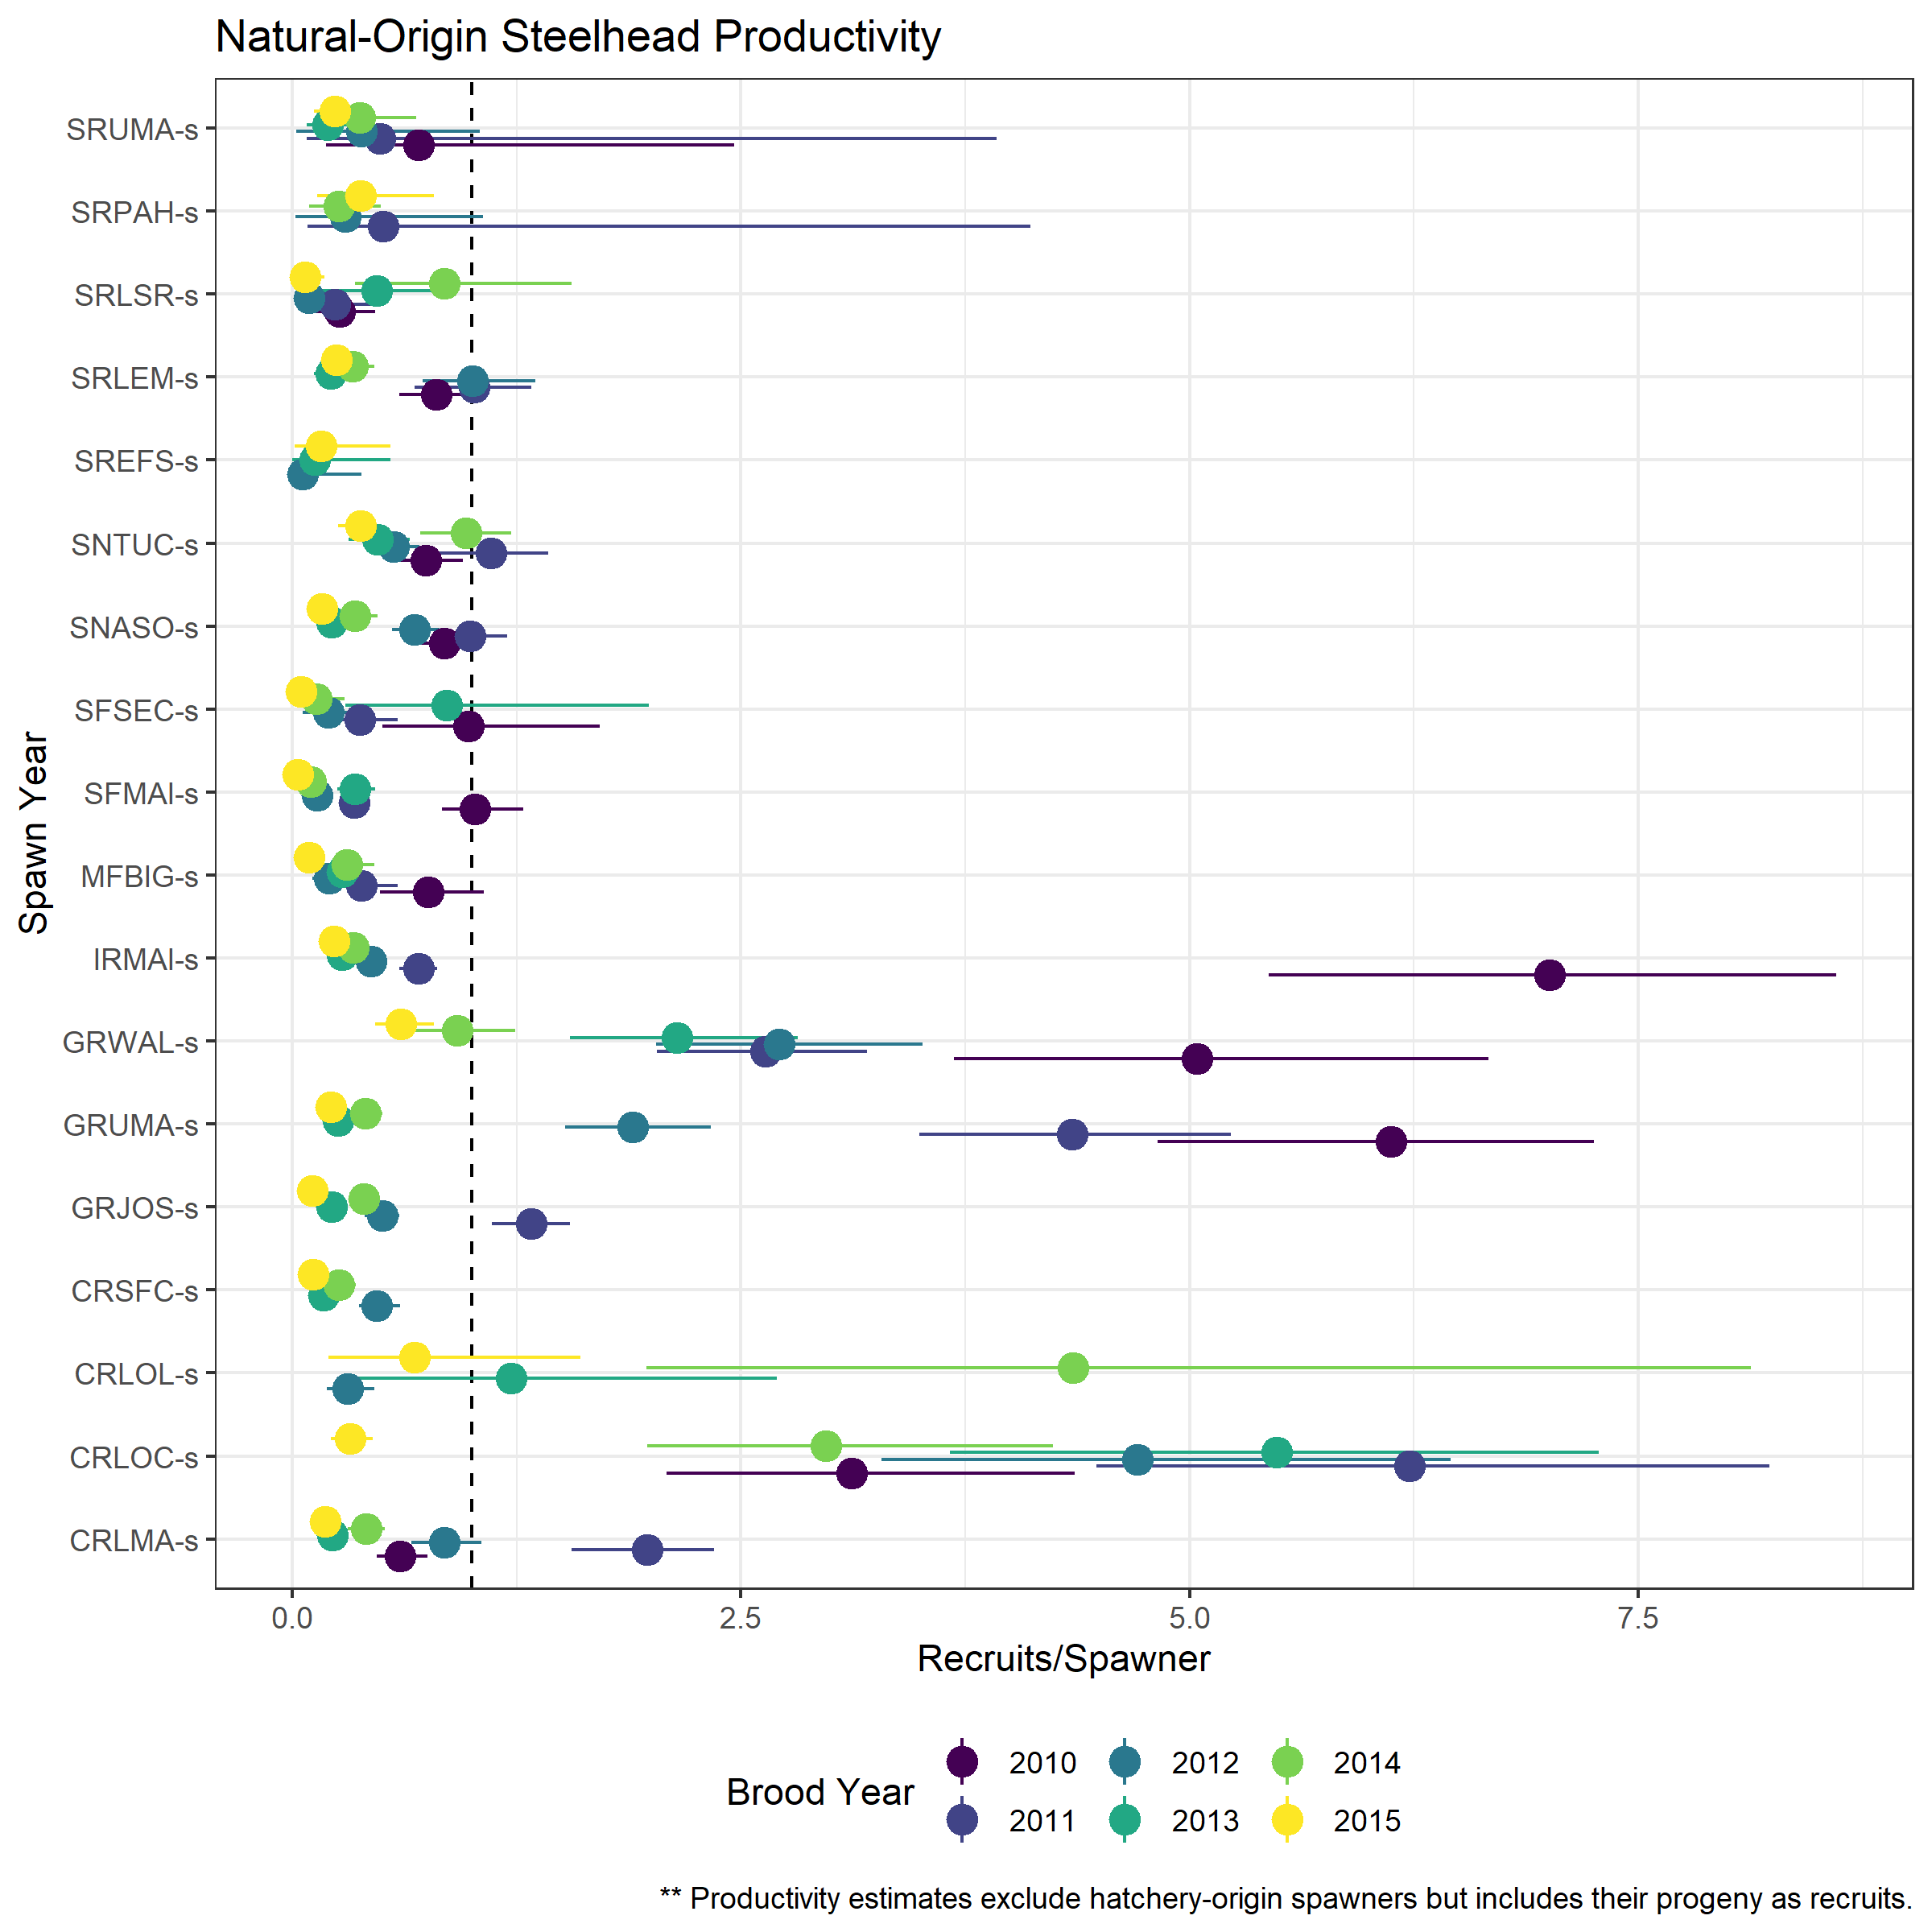 Natural-Origin Steelhead Productivity
SRUMA-s
SRPAH-s
SRLSR-s
SRLEM-s
SREFS-s
SNTUC-s
SNASO-s
SFSEC-s
SFMAI-s
MFBIG-s
IRMAI-s
GRWAL-s
GRUMA-s
GRJOS-s
CRSFC-s
CRLOL-s
CRLOC-s
CRLMA-s
Spawn Year
0.0 2.5 5.0 7.5
Recruits/Spawner
Brood Year
2010 2012 2014
2011 2013 2015
** Productivity estimates exclude hatchery-origin spawners but includes their progeny as recruits.